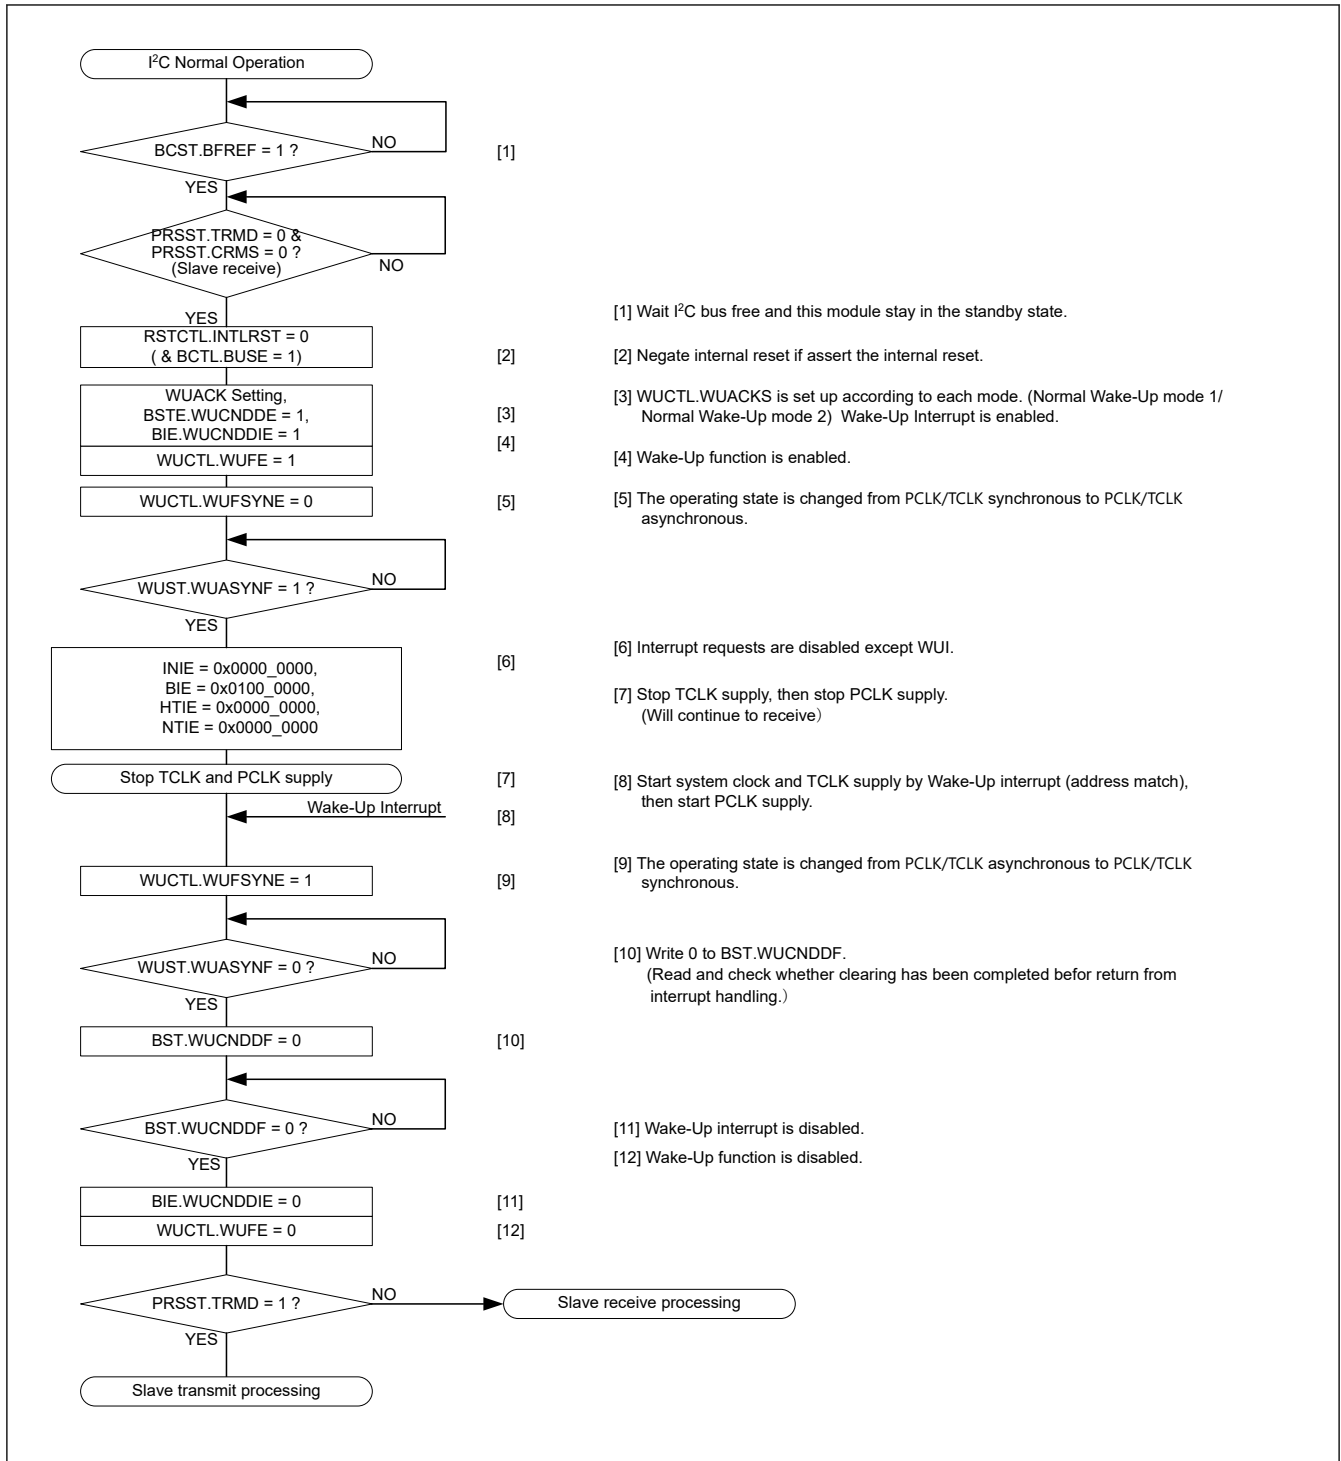 I²C Normal Operation
BCST.BFREF = 1 ?
NO
[1]
YES
PRSST.TRMD = 0 &
PRSST.CRMS = 0 ?
(Slave receive)
NO
YES
[1] Wait I²C bus free and this module stay in the standby state.
RSTCTL.INTLRST = 0
( & BCTL.BUSE = 1)
[2]
[2] Negate internal reset if assert the internal reset.
WUACK Setting,
BSTE.WUCNDDE = 1,
BIE.WUCNDDIE = 1
[3]
[3] WUCTL.WUACKS is set up according to each mode. (Normal Wake-Up mode 1/
Normal Wake-Up mode 2) Wake-Up Interrupt is enabled.
[4]
WUCTL.WUFE = 1
[4] Wake-Up function is enabled.
WUCTL.WUFSYNE = 0
[5]
[5] The operating state is changed from PCLK/TCLK synchronous to PCLK/TCLK
asynchronous.
WUST.WUASYNF = 1 ?
NO
YES
INIE = 0x0000_0000,
BIE = 0x0100_0000,
HTIE = 0x0000_0000,
NTIE = 0x0000_0000
[6]
[6] Interrupt requests are disabled except WUI.
[7] Stop TCLK supply, then stop PCLK supply.
(Will continue to receive）
Stop TCLK and PCLK supply
[7]
[8] Start system clock and TCLK supply by Wake-Up interrupt (address match),
then start PCLK supply.
Wake-Up Interrupt
[8]
[9] The operating state is changed from PCLK/TCLK asynchronous to PCLK/TCLK
synchronous.
WUCTL.WUFSYNE = 1
[9]
WUST.WUASYNF = 0 ?
NO
YES
[10] Write 0 to BST.WUCNDDF.
(Read and check whether clearing has been completed befor return from
interrupt handling.）
BST.WUCNDDF = 0
[10]
BST.WUCNDDF = 0 ?
NO
YES
[11] Wake-Up interrupt is disabled.
[12] Wake-Up function is disabled.
BIE.WUCNDDIE = 0
[11]
WUCTL.WUFE = 0
[12]
PRSST.TRMD = 1 ?
NO
Slave receive processing
YES
Slave transmit processing